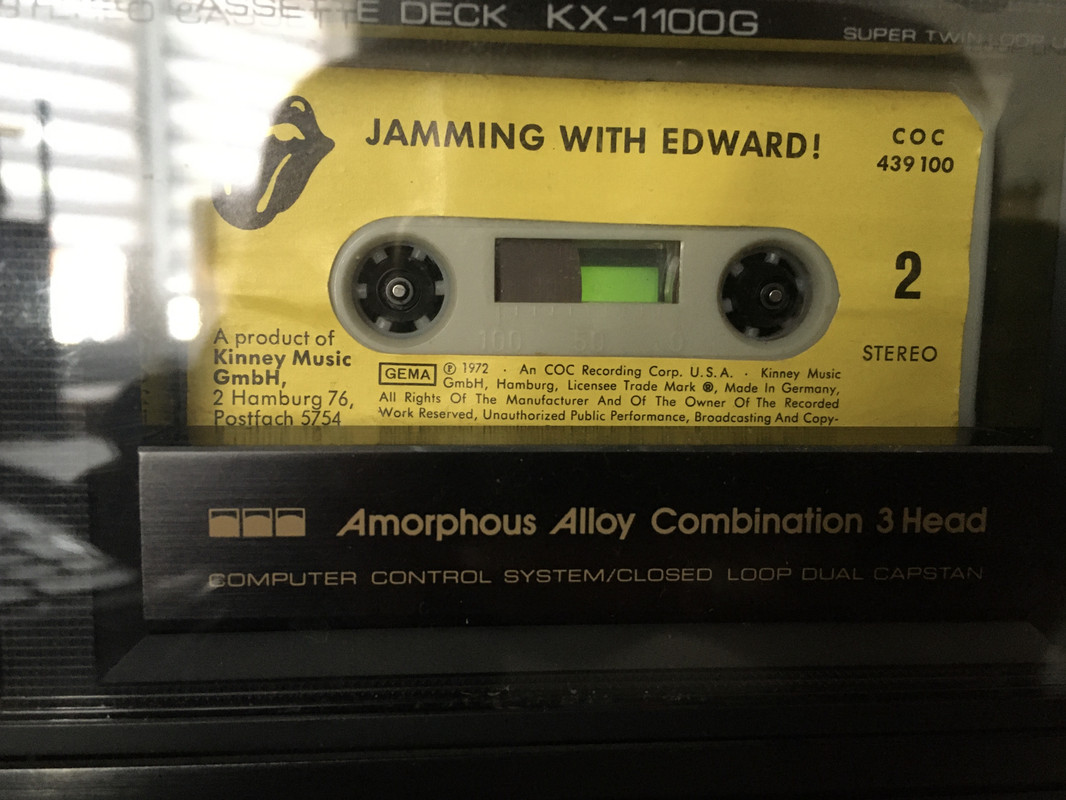 STEREO CASSETTE DECK KX-1100G
SUPER TWIN LOOP
JAMMING WITH EDWARD!
COC
439 100
2
STEREO
100 50
A product of
Kinney Music
GmbH,
2 Hamburg 76,
Postfach 5754
GEMA
℗ 1972 · An COC Recording Corp. U.S.A. · Kinney Music
GmbH, Hamburg, Licensee Trade Mark ®, Made In Germany,
All Rights Of The Manufacturer And Of The Owner Of The Recorded
Work Reserved, Unauthorized Public Performance, Broadcasting And Copy-
Amorphous Alloy Combination 3 Head
COMPUTER CONTROL SYSTEM/CLOSED LOOP DUAL CAPSTAN